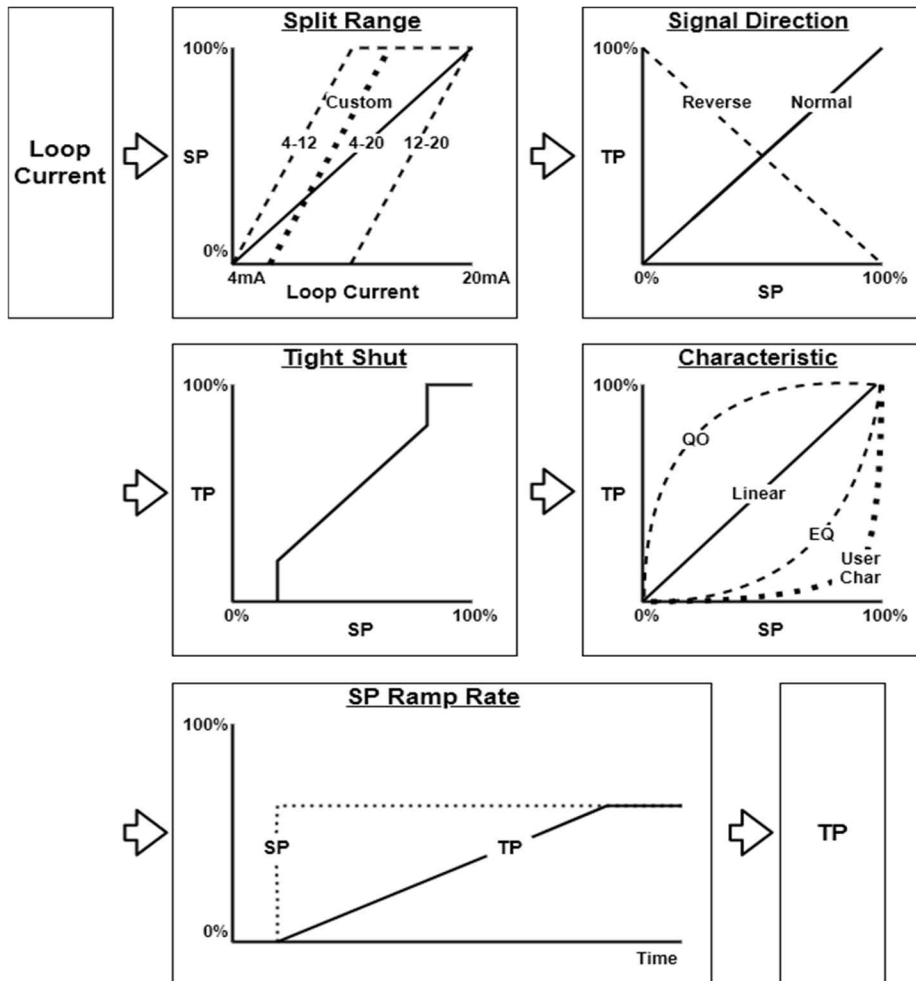 Loop
Current
Split Range
100%
Custom
4-12
4-20
12-20
SP
0%
4mA
20mA
Loop Current
Signal Direction
100%
Reverse
Normal
TP
0%
100%
SP
Tight Shut
100%
TP
0%
100%
SP
Characteristic
100%
QO
TP
Linear
EQ
User
Char
0%
100%
SP
SP Ramp Rate
100%
SP
TP
0%
Time
TP